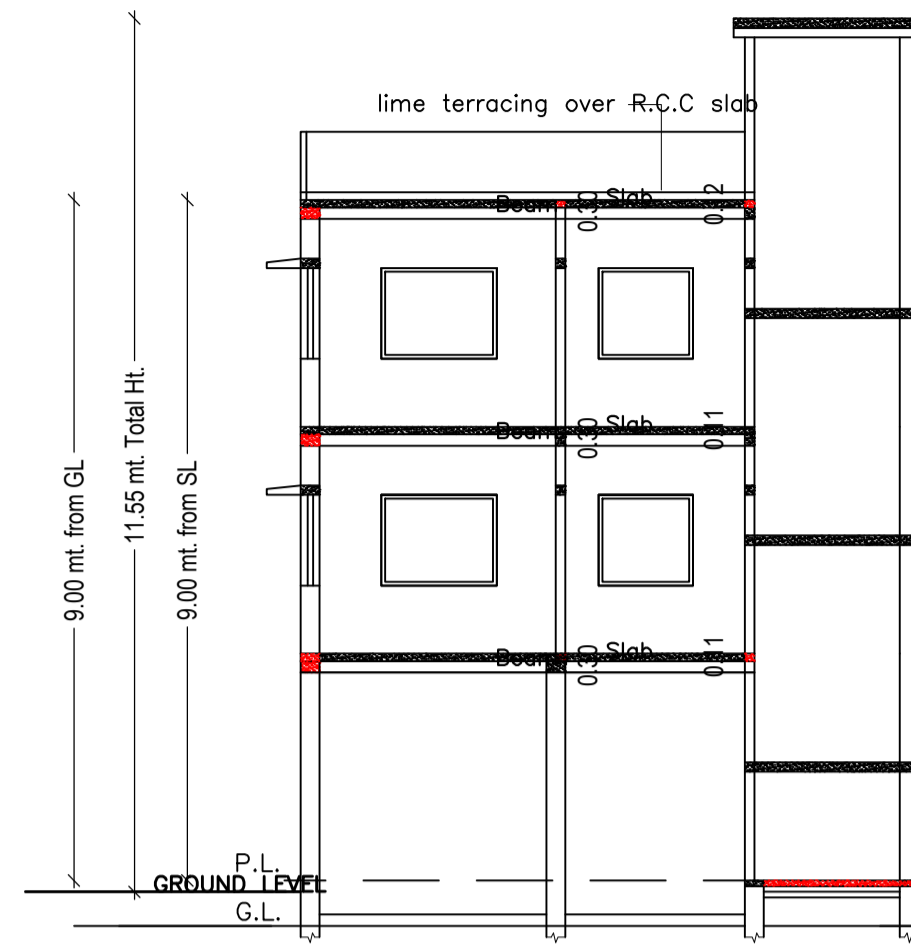 lime terracing over R.C.C slab
Beam
0.30
Slab
0.12
Beam
0.30
Slab
0.11
Beam
0.30
Slab
0.11
9.00 mt. from GL
11.55 mt. Total Ht.
9.00 mt. from SL
P.L.
GROUND LEVEL
G.L.